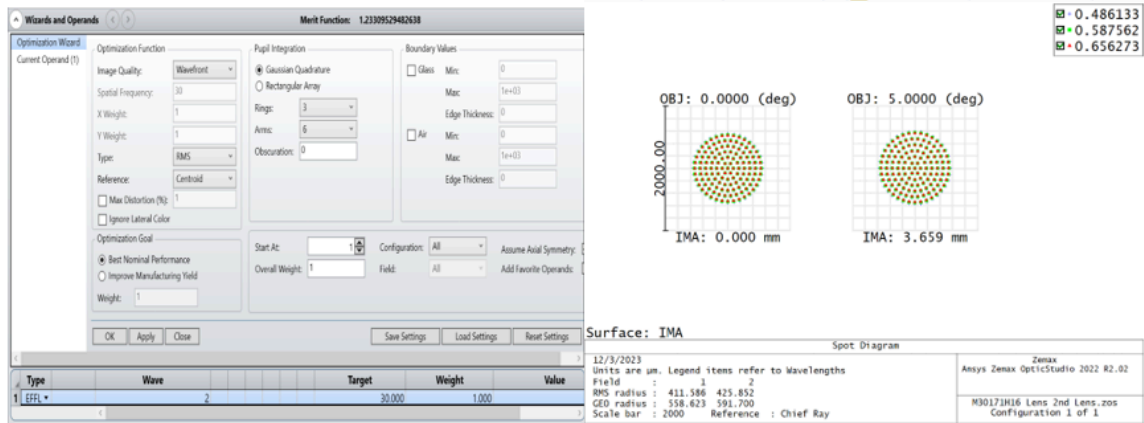 Wizards and Operands
Merit Function: 1.23309529482638
Optimization Wizard
Current Operand (1)
Optimization Function
Image Quality: Wavefront
Spatial Frequency: 30
X Weight: 1
Y Weight: 1
Type: RMS
Reference: Centroid
Max Distortion (%): 1
Ignore Lateral Color
Optimization Goal
Best Nominal Performance
Improve Manufacturing Yield
Weight: 1
Pupil Integration
Gaussian Quadrature
Rectangular Array
Rings: 3
Arms: 6
Obscuration: 0
Boundary Values
Glass Min: 0
Max: 1e+03
Edge Thickness: 0
Air Min: 0
Max: 1e+03
Edge Thickness: 0
Start At: 1
Overall Weight: 1
Configuration: All
Field: All
Assume Axial Symmetry:
Add Favorite Operands:
OK Apply Close
Save Settings Load Settings Reset Settings
Type Wave Target Weight Value
1 EFFL 2 30.000 1.000
0.486133
0.587562
0.656273
OBJ: 0.0000 (deg) OBJ: 5.0000 (deg)
2000.00
IMA: 0.000 mm IMA: 3.659 mm
Surface: IMA
Spot Diagram
12/3/2023
Units are µm. Legend items refer to Wavelengths
Field : 1 2
RMS radius : 411.586 425.852
GEO radius : 558.623 591.700
Scale bar : 2000 Reference : Chief Ray
Zemax
Ansys Zemax OpticStudio 2022 R2.02
M30171H16 Lens 2nd Lens.zos
Configuration 1 of 1